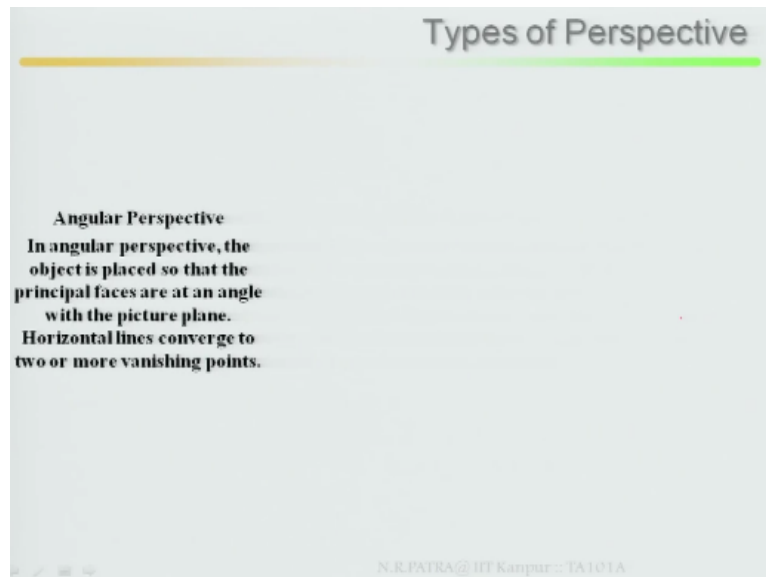 Types of Perspective
Angular Perspective
In angular perspective, the
object is placed so that the
principal faces are at an angle
with the picture plane.
Horizontal lines converge to
two or more vanishing points.
N.R.PATRA@ IIT Kanpur :: TA101A